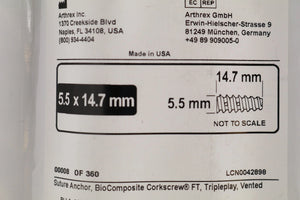 Arthrex Inc.
1370 Creekside Blvd
Naples, FL 34108, USA
(800) 934-4404
EC REP
Arthrex GmbH
Erwin-Hielscher-Strasse 9
81249 München, Germany
+49 89 909005-0
Made in USA
5.5 x 14.7 mm
14.7 mm
5.5 mm
NOT TO SCALE
00008 OF 360
LCN0042898
Suture Anchor, BioComposite Corkscrew® FT, Tripleplay, Vented